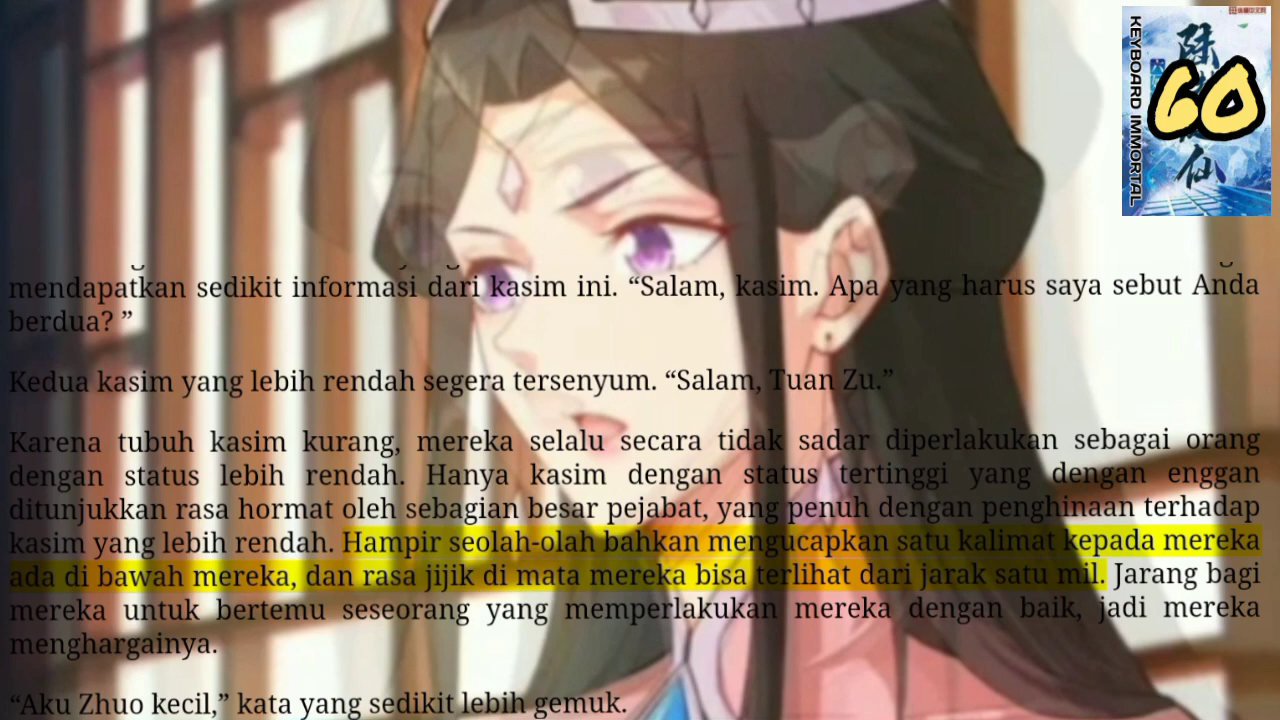 KEYBOARD IMMORTAL
60
mendapatkan sedikit informasi dari kasim ini. “Salam, kasim. Apa yang harus saya sebut Anda
berdua? ”
Kedua kasim yang lebih rendah segera tersenyum. “Salam, Tuan Zu.”
Karena tubuh kasim kurang, mereka selalu secara tidak sadar diperlakukan sebagai orang
dengan status lebih rendah. Hanya kasim dengan status tertinggi yang dengan enggan
ditunjukkan rasa hormat oleh sebagian besar pejabat, yang penuh dengan penghinaan terhadap
kasim yang lebih rendah. Hampir seolah-olah bahkan mengucapkan satu kalimat kepada mereka
ada di bawah mereka, dan rasa jijik di mata mereka bisa terlihat dari jarak satu mil. Jarang bagi
mereka untuk bertemu seseorang yang memperlakukan mereka dengan baik, jadi mereka
menghargainya.
“Aku Zhuo kecil,” kata yang sedikit lebih gemuk.